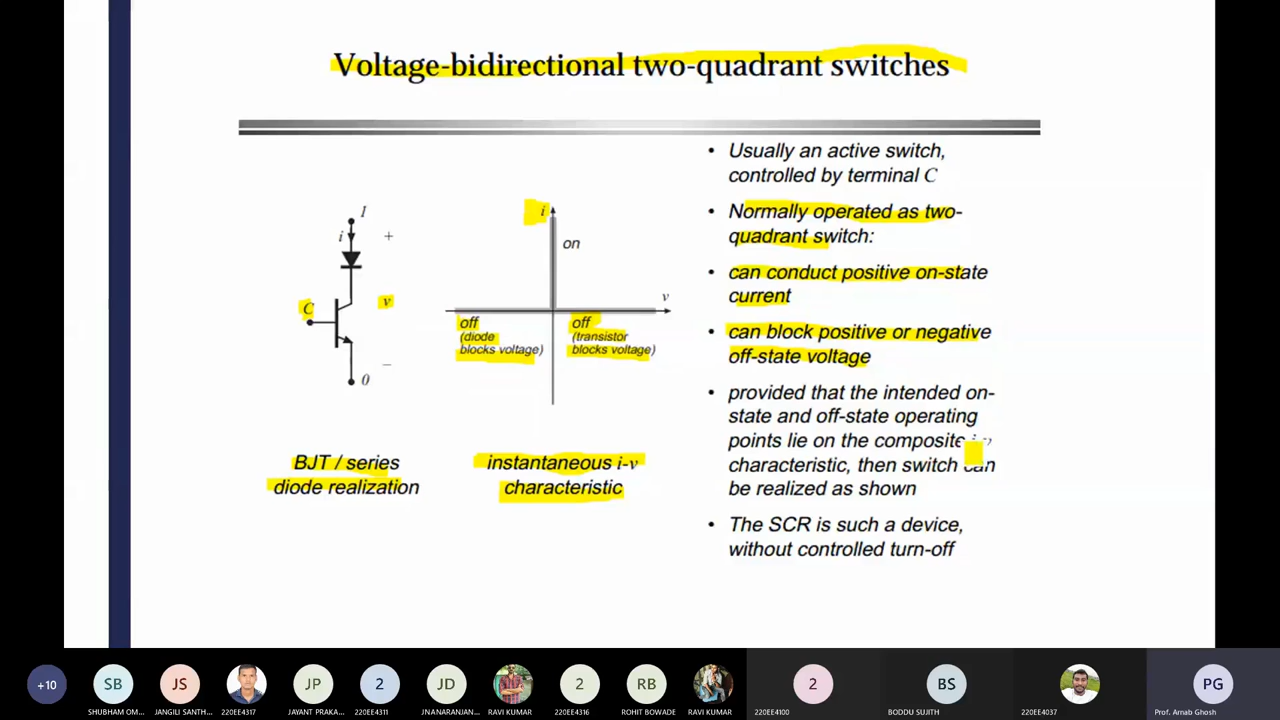 Voltage-bidirectional two-quadrant switches
I
i
+
C
v
−
0
BJT / series
diode realization
i
on
v
off
(diode
blocks voltage)
off
(transistor
blocks voltage)
instantaneous i-v
characteristic
• Usually an active switch,
controlled by terminal C
• Normally operated as two-
quadrant switch:
• can conduct positive on-state
current
• can block positive or negative
off-state voltage
• provided that the intended on-
state and off-state operating
points lie on the composite
characteristic, then switch can
be realized as shown
• The SCR is such a device,
without controlled turn-off
+10
SB
JS
JP
2
JD
2
RB
2
BS
PG
SHUBHAM OM...
JANGILI SANTH...
220EE4317
JAYANT PRAKA...
220EE4311
JNANARANJAN...
RAVI KUMAR
220EE4316
ROHIT BOWADE
RAVI KUMAR
220EE4100
BODDU SUJITH
220EE4037
Prof. Arnab Ghosh